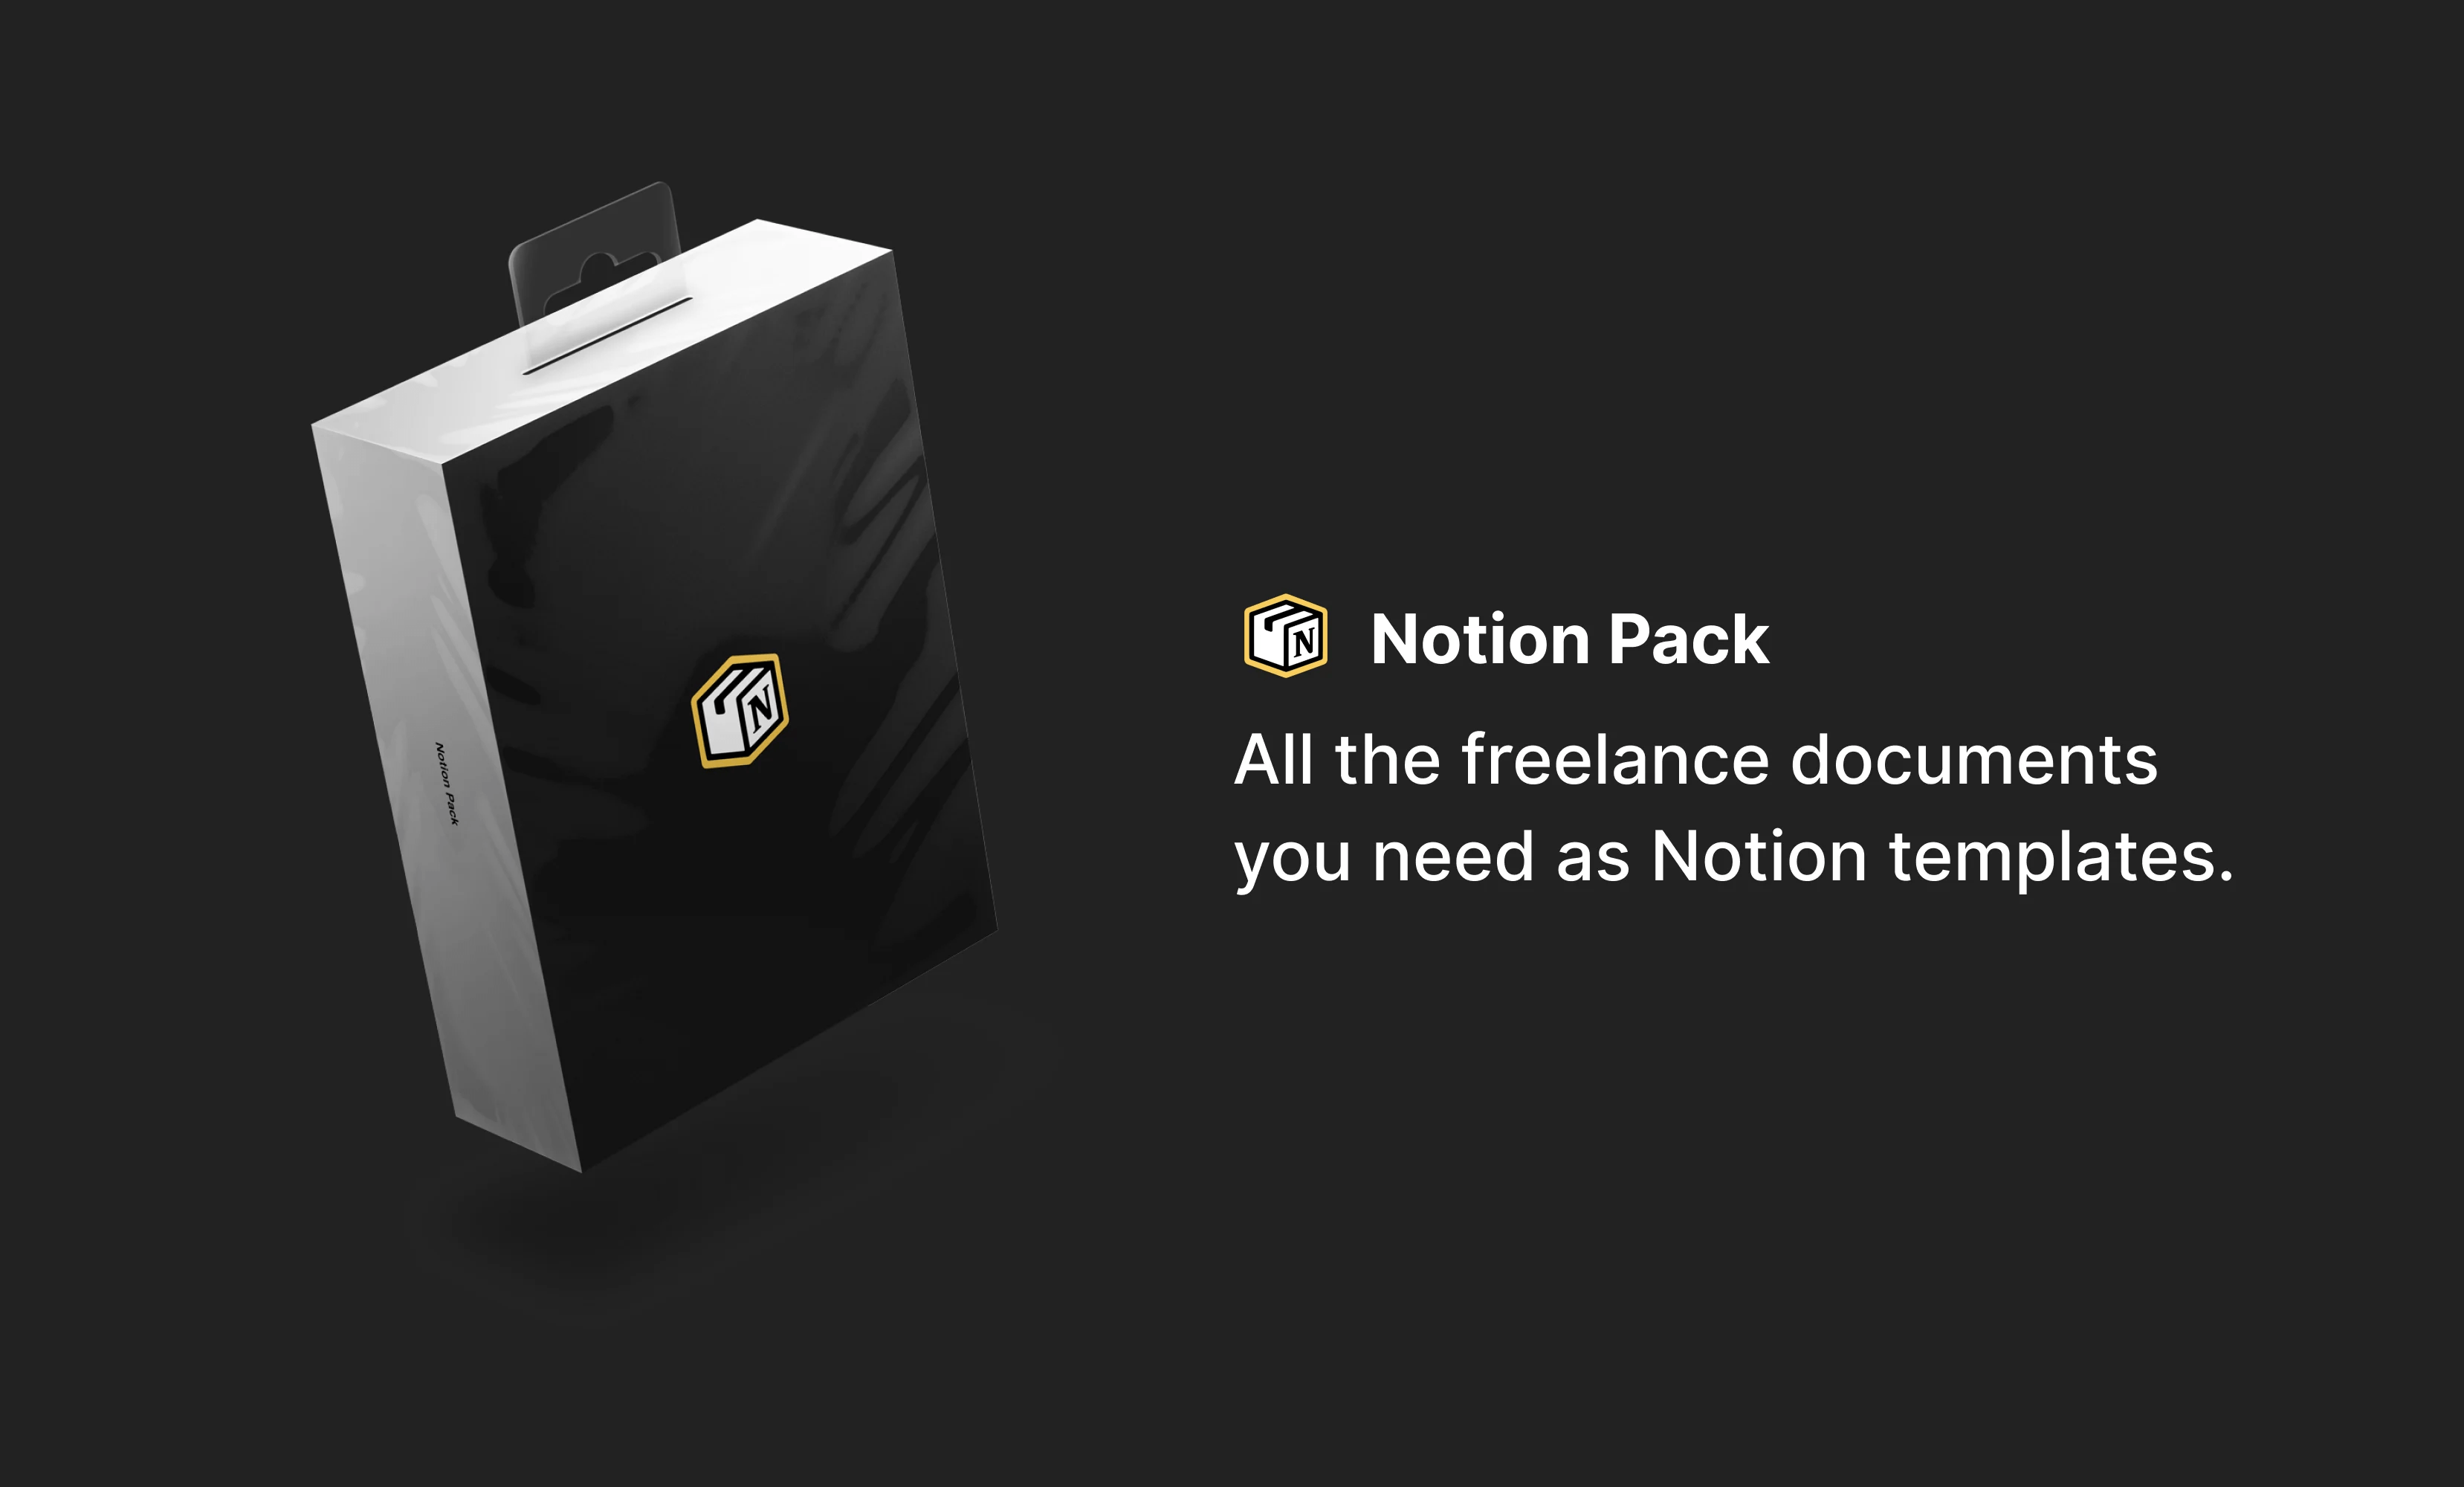 Notion Pack
N
N
Notion Pack
All the freelance documents
you need as Notion templates.